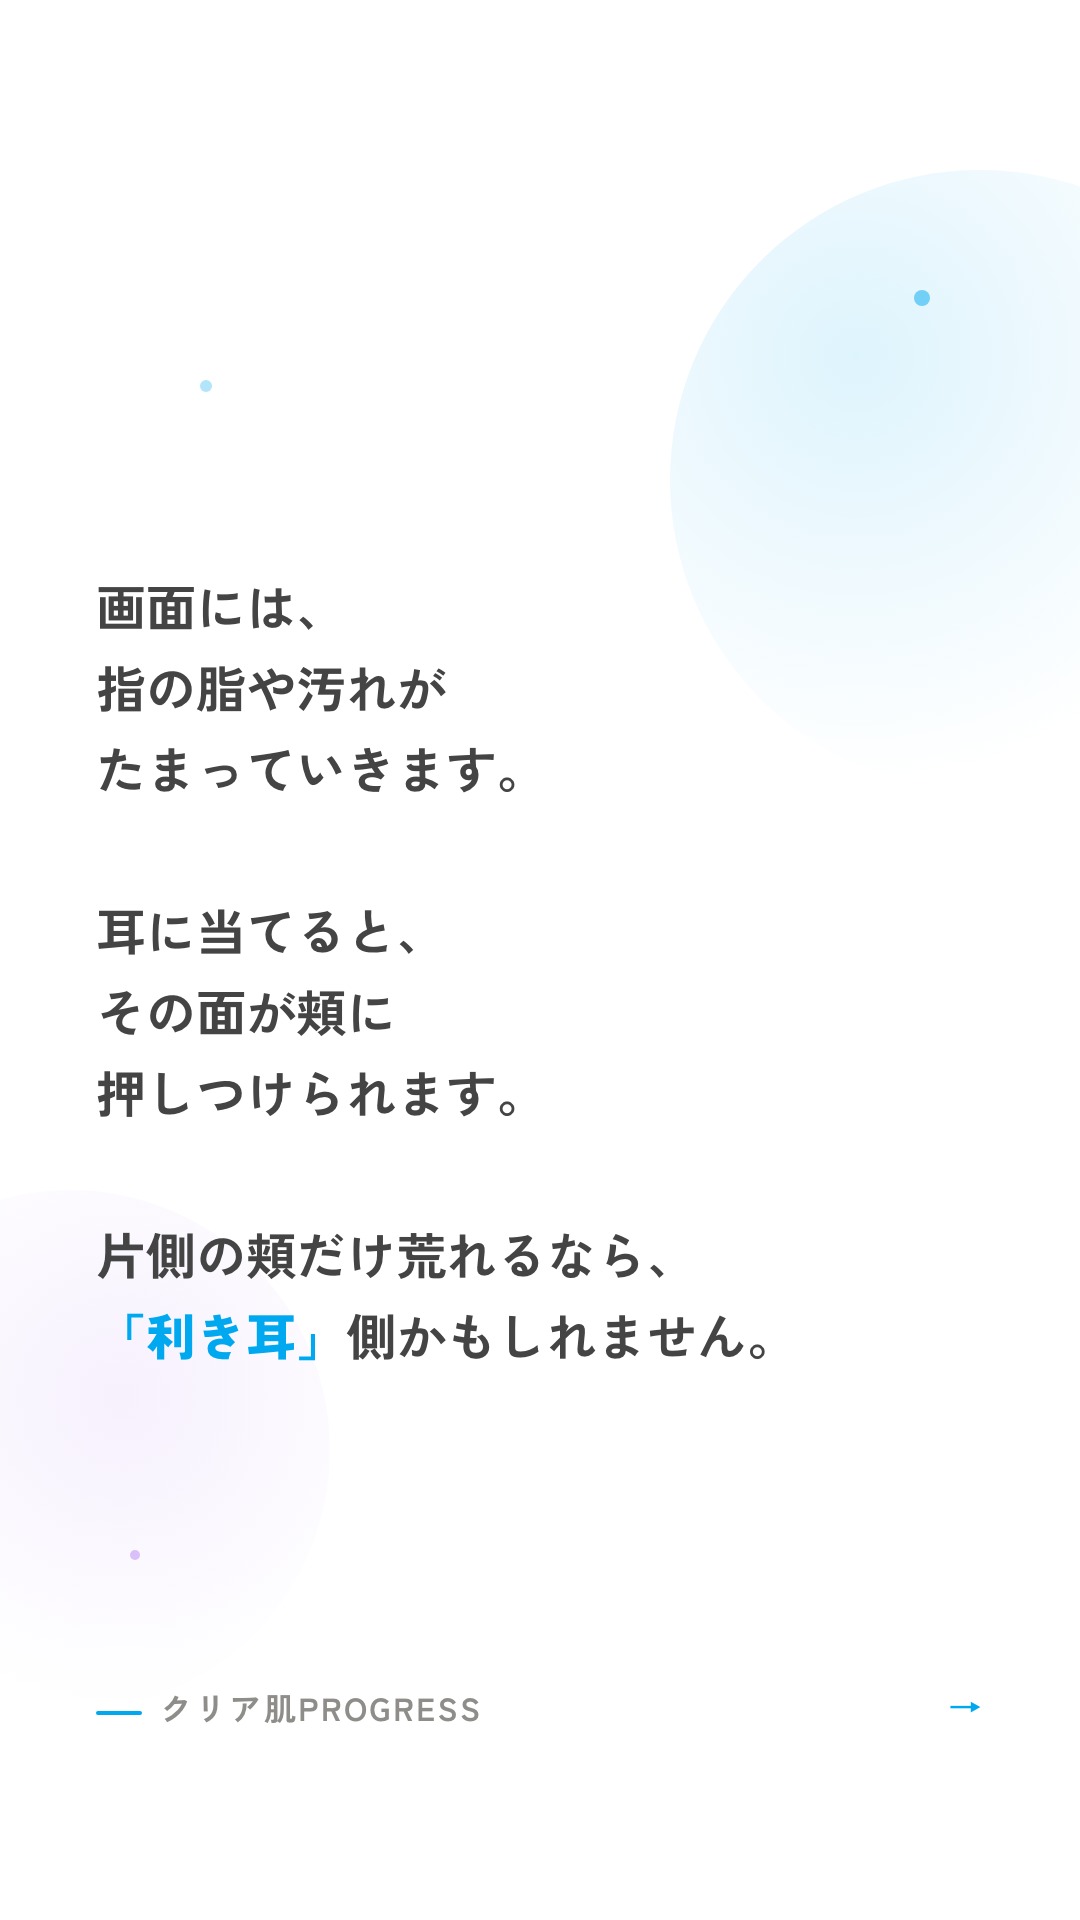 画面には、
指の脂や汚れが
たまっていきます。
耳に当てると、
その面が頬に
押しつけられます。
片側の頬だけ荒れるなら、
「利き耳」側かもしれません。
クリア肌PROGRESS →